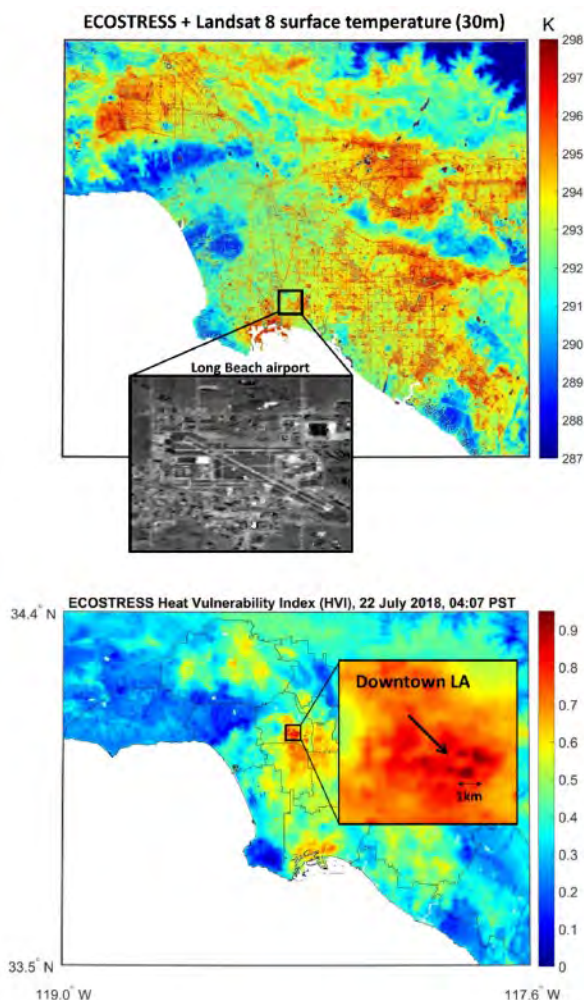 ECOSTRESS + Landsat 8 surface temperature (30m)
K
298
297
296
295
294
293
292
291
290
289
288
287
Long Beach airport
ECOSTRESS Heat Vulnerability Index (HVI), 22 July 2018, 04:07 PST
34.4° N
33.5° N
119.0° W
117.6° W
Downtown LA
1km
0.9
0.8
0.7
0.6
0.5
0.4
0.3
0.2
0.1
0
K